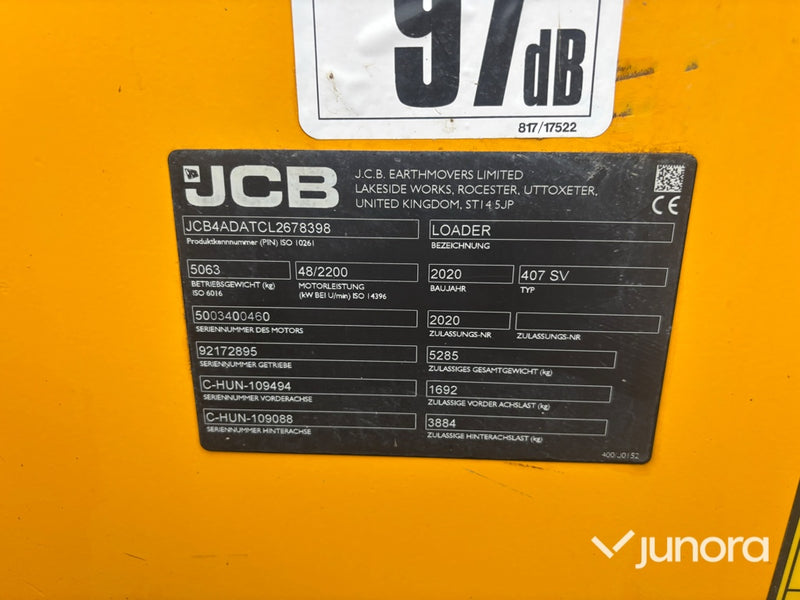 97dB
817/17522
JCB
J.C.B. EARTHMOVERS LIMITED
LAKESIDE WORKS, ROCESTER, UTTOXETER,
UNITED KINGDOM, ST14 5JP
CE
JCB4ADATCL2678398
Produktkennnummer (PIN) ISO 10261
LOADER
BEZEICHNUNG
5063
BETRIEBSGEWICHT (kg)
ISO 6016
48/2200
MOTORLEISTUNG
(kW BEI U/min) ISO 14396
2020
BAUJAHR
407 SV
TYP
5003400460
SERIENNUMMER DES MOTORS
2020
ZULASSUNGS-NR
ZULASSUNGS-NR
92172895
SERIENNUMMER GETRIEBE
5285
ZULASSIGES GESAMTGEWICHT (kg)
C-HUN-109494
SERIENNUMMER VORDERACHSE
1692
ZULASSIGE VORDER ACHSLAST (kg)
C-HUN-109088
SERIENNUMMER HINTERACHSE
3884
ZULASSIGE HINTERACHSLAST (kg)
junora